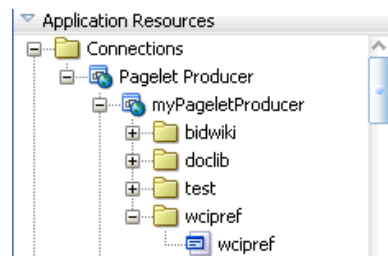 Application Resources
Connections
Pagelet Producer
myPageletProducer
bidwiki
doclib
test
wcipref
wcipref